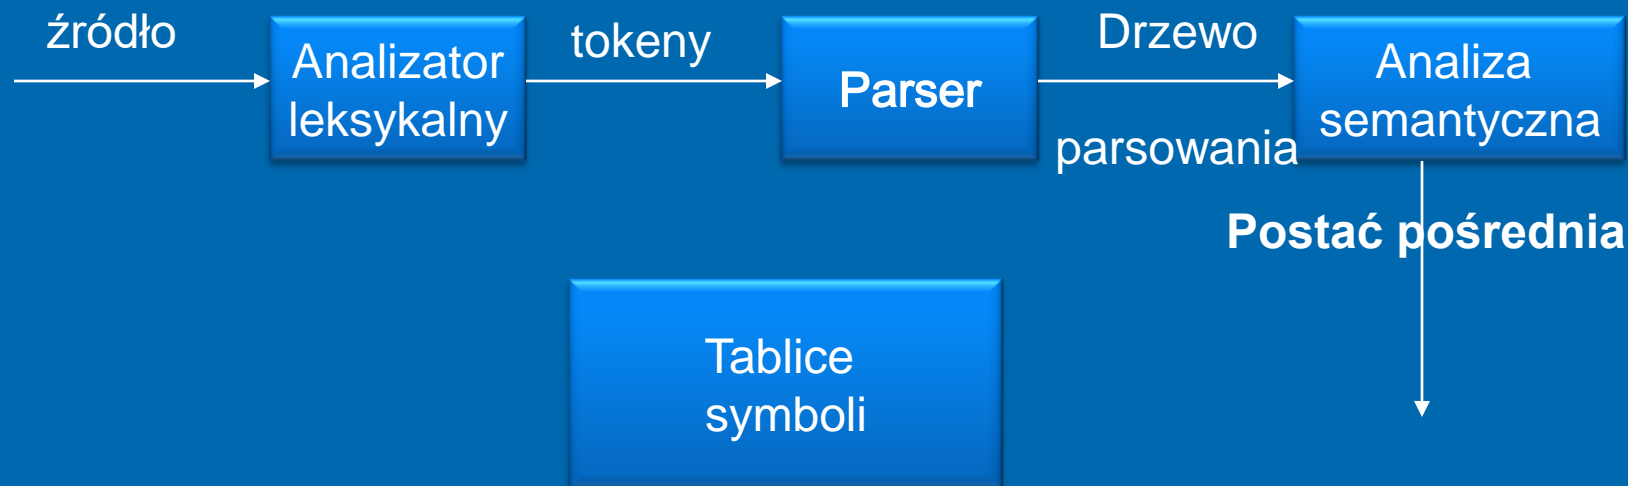 źródło
Analizator
leksykalny
tokeny
Parser
Drzewo
parsowania
Analiza
semantyczna
Postać pośrednia
Tablice
symboli